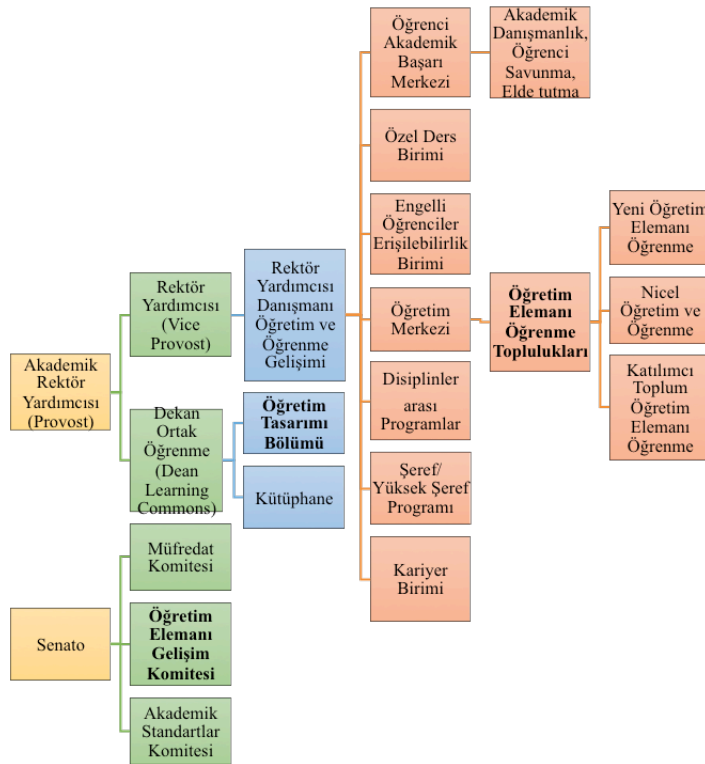 Öğrenci
Akademik
Başarı
Merkezi
Akademik
Danışmanlık,
Öğrenci
Savunma,
Elde tutma
Özel Ders
Birimi
Engelli
Öğrenciler
Erişilebilirlik
Birimi
Yeni Öğretim
Elemanı
Öğrenme
Rektör
Yardımcısı
(Vice
Provost)
Rektör
Yardımcısı
Danışmanı
Öğretim ve
Öğrenme
Gelişimi
Öğretim
Merkezi
Öğretim
Elemanı
Öğrenme
Toplulukları
Nicel
Öğretim ve
Öğrenme
Akademik
Rektör
Yardımcısı
(Provost)
Katılımcı
Toplum
Öğretim
Elemanı
Öğrenme
Disiplinler
arası
Programlar
Dekan
Ortak
Öğrenme
(Dean
Learning
Commons)
Öğretim
Tasarımı
Bölümü
Kütüphane
Şeref/
Yüksek Şeref
Programı
Kariyer
Birimi
Müfredat
Komitesi
Senato
Öğretim
Elemanı
Gelişim
Komitesi
Akademik
Standartlar
Komitesi